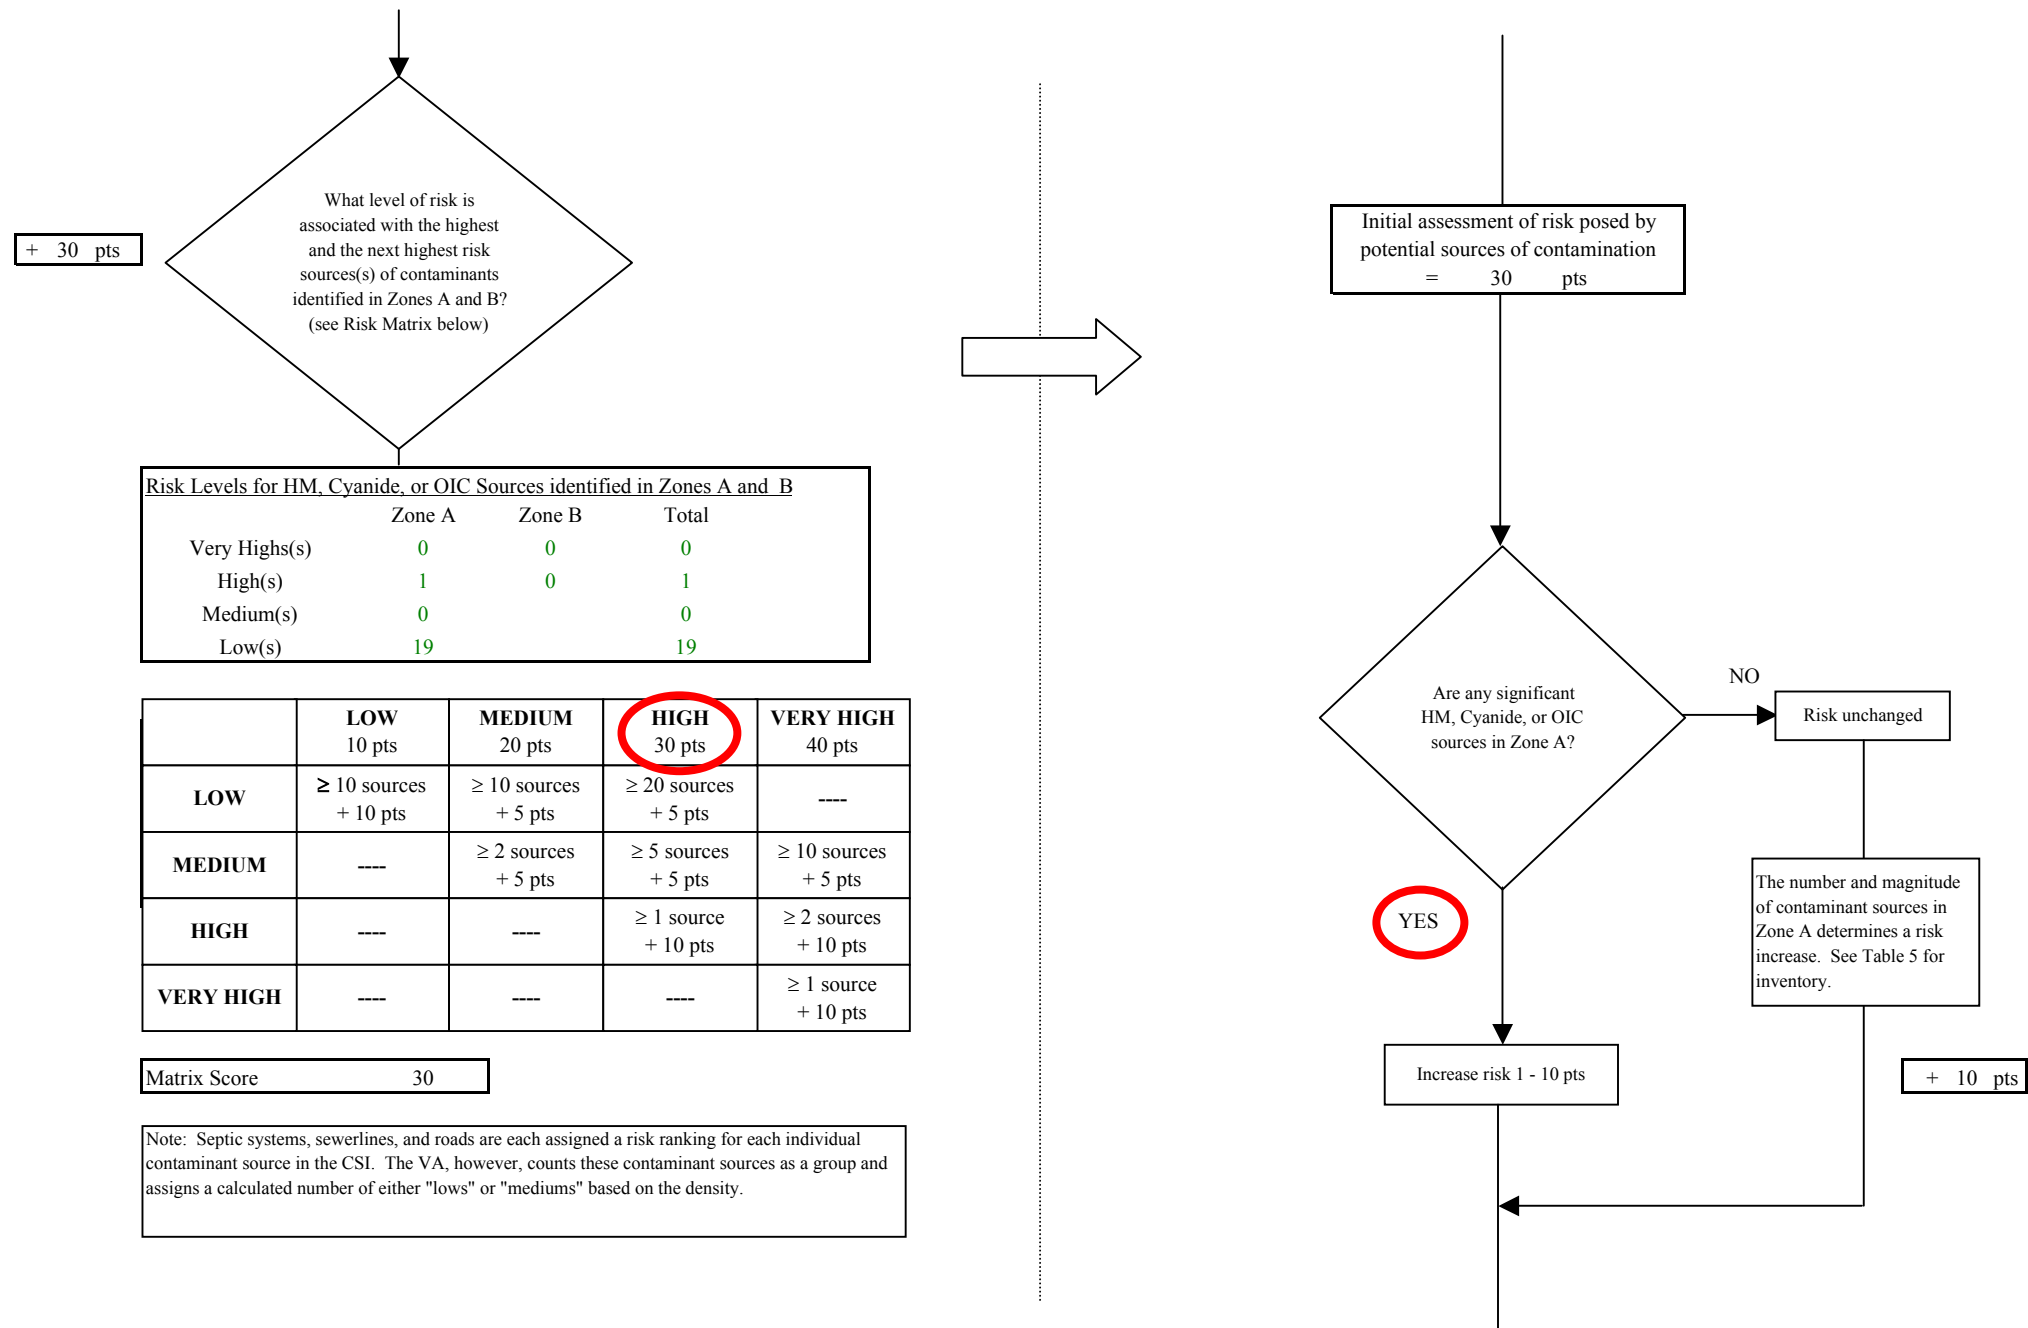 What level of risk is
associated with the highest
and the next highest risk
sources(s) of contaminants
identified in Zones A and B?
(see Risk Matrix below)
+ 30 pts
Risk Levels for HM, Cyanide, or OIC Sources identified in Zones A and B
Zone A Zone B Total
Very Highs(s) 0 0 0
High(s) 1 0 1
Medium(s) 0 0
Low(s) 19 19
LOW MEDIUM HIGH VERY HIGH
10 pts 20 pts 30 pts 40 pts
LOW ≥ 10 sources ≥ 10 sources ≥ 20 sources ----
+ 10 pts + 5 pts + 5 pts
MEDIUM ---- ≥ 2 sources ≥ 5 sources ≥ 10 sources
+ 5 pts + 5 pts + 5 pts
HIGH ---- ---- ≥ 1 source ≥ 2 sources
+ 10 pts + 10 pts
VERY HIGH ---- ---- ---- ≥ 1 source
+ 10 pts
Matrix Score 30
Note: Septic systems, sewerlines, and roads are each assigned a risk ranking for each individual
contaminant source in the CSI. The VA, however, counts these contaminant sources as a group and
assigns a calculated number of either "lows" or "mediums" based on the density.
Initial assessment of risk posed by
potential sources of contamination
= 30 pts
Are any significant
HM, Cyanide, or OIC
sources in Zone A?
NO
Risk unchanged
The number and magnitude
of contaminant sources in
Zone A determines a risk
increase. See Table 5 for
inventory.
YES
Increase risk 1 - 10 pts
+ 10 pts